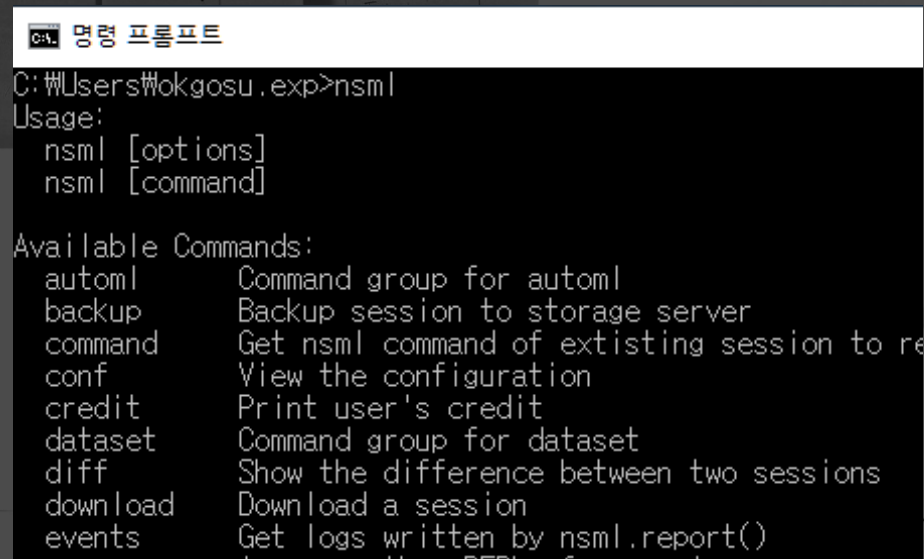 명령 프롬프트
C:₩Users₩okgosu.exp>nsml
Usage:
nsml [options]
nsml [command]
Available Commands:
automl Command group for automl
backup Backup session to storage server
command Get nsml command of extisting session to re
conf View the configuration
credit Print user's credit
dataset Command group for dataset
diff Show the difference between two sessions
download Download a session
events Get logs written by nsml.report()